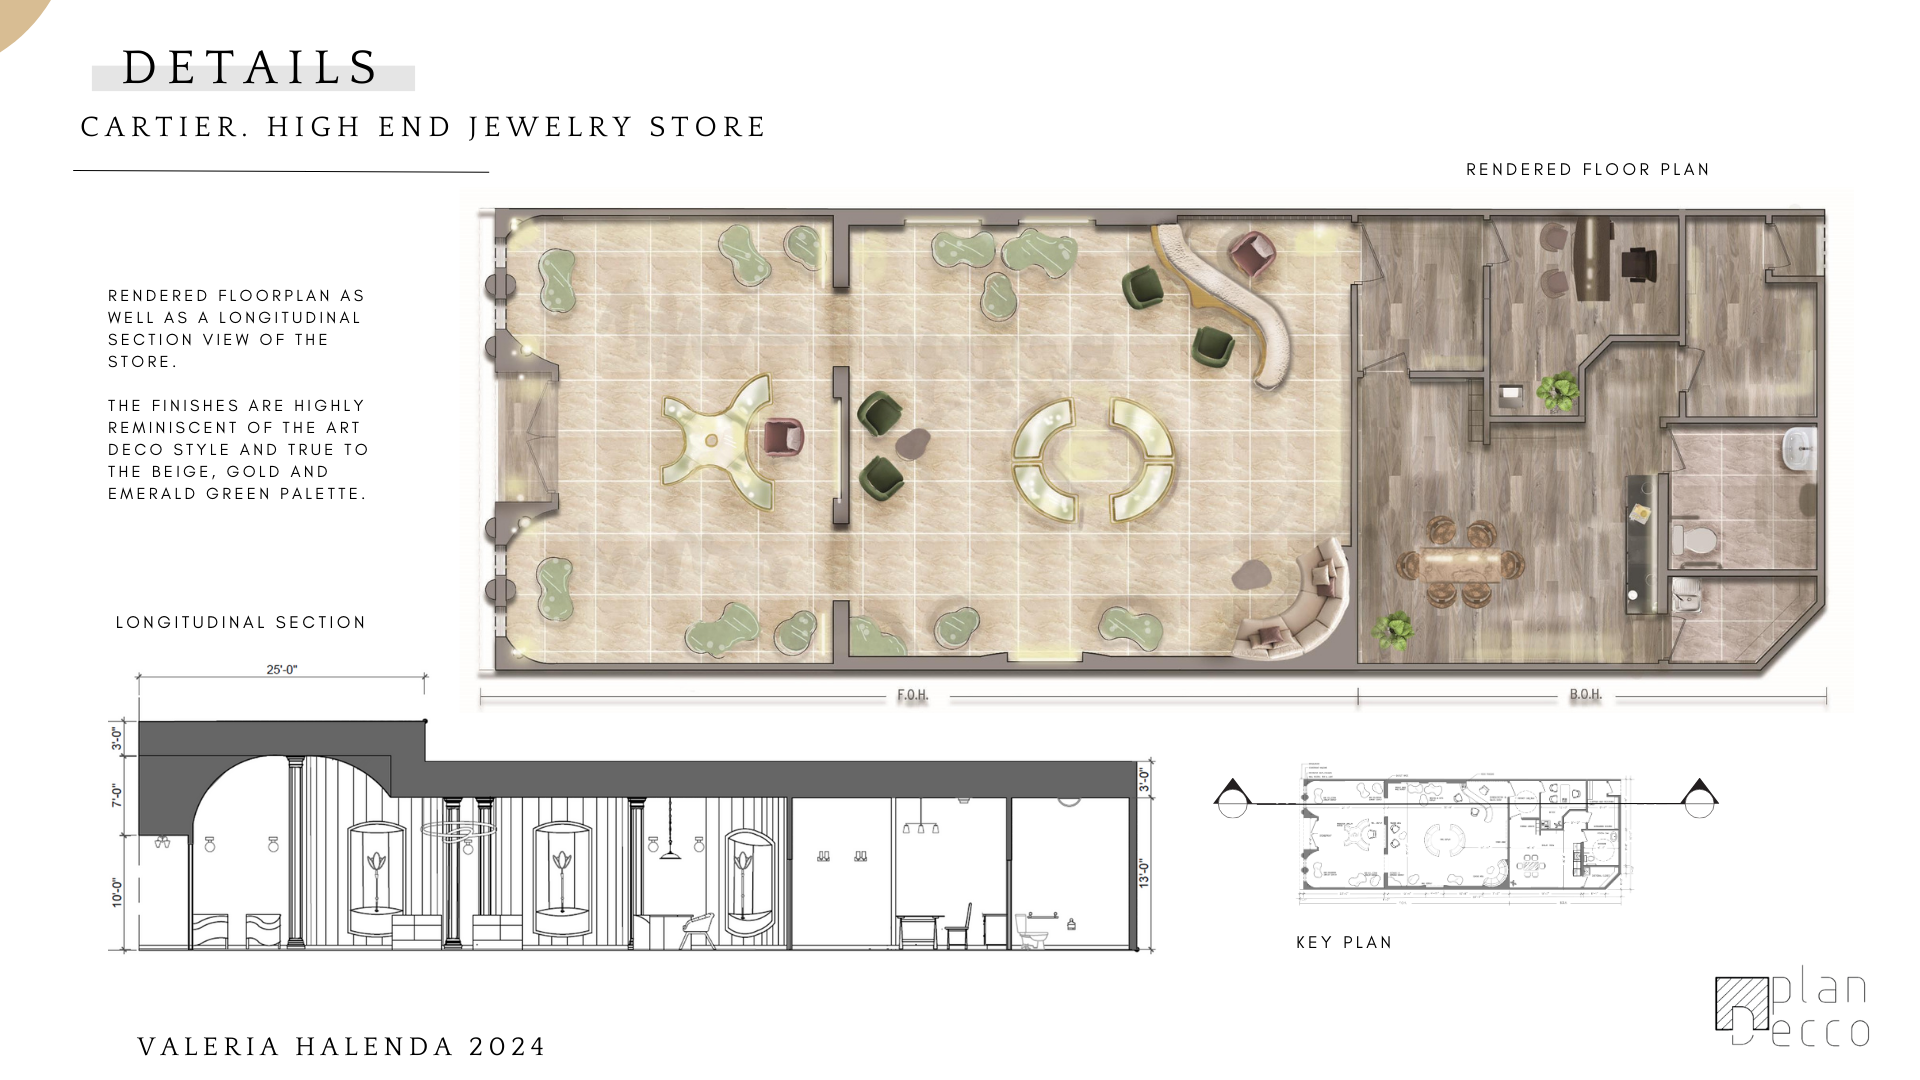 DETAILS
CARTIER. HIGH END JEWELRY STORE
RENDERED FLOOR PLAN
RENDERED FLOORPLAN AS
WELL AS A LONGITUDINAL
SECTION VIEW OF THE
STORE.
THE FINISHES ARE HIGHLY
REMINISCENT OF THE ART
DECO STYLE AND TRUE TO
THE BEIGE, GOLD AND
EMERALD GREEN PALETTE.
LONGITUDINAL SECTION
F.O.H.
B.O.H.
25'-0"
3'-0"
7'-0"
10'-0"
3'-0"
13'-0"
KEY PLAN
plan
Decco
VALERIA HALENDA 2024